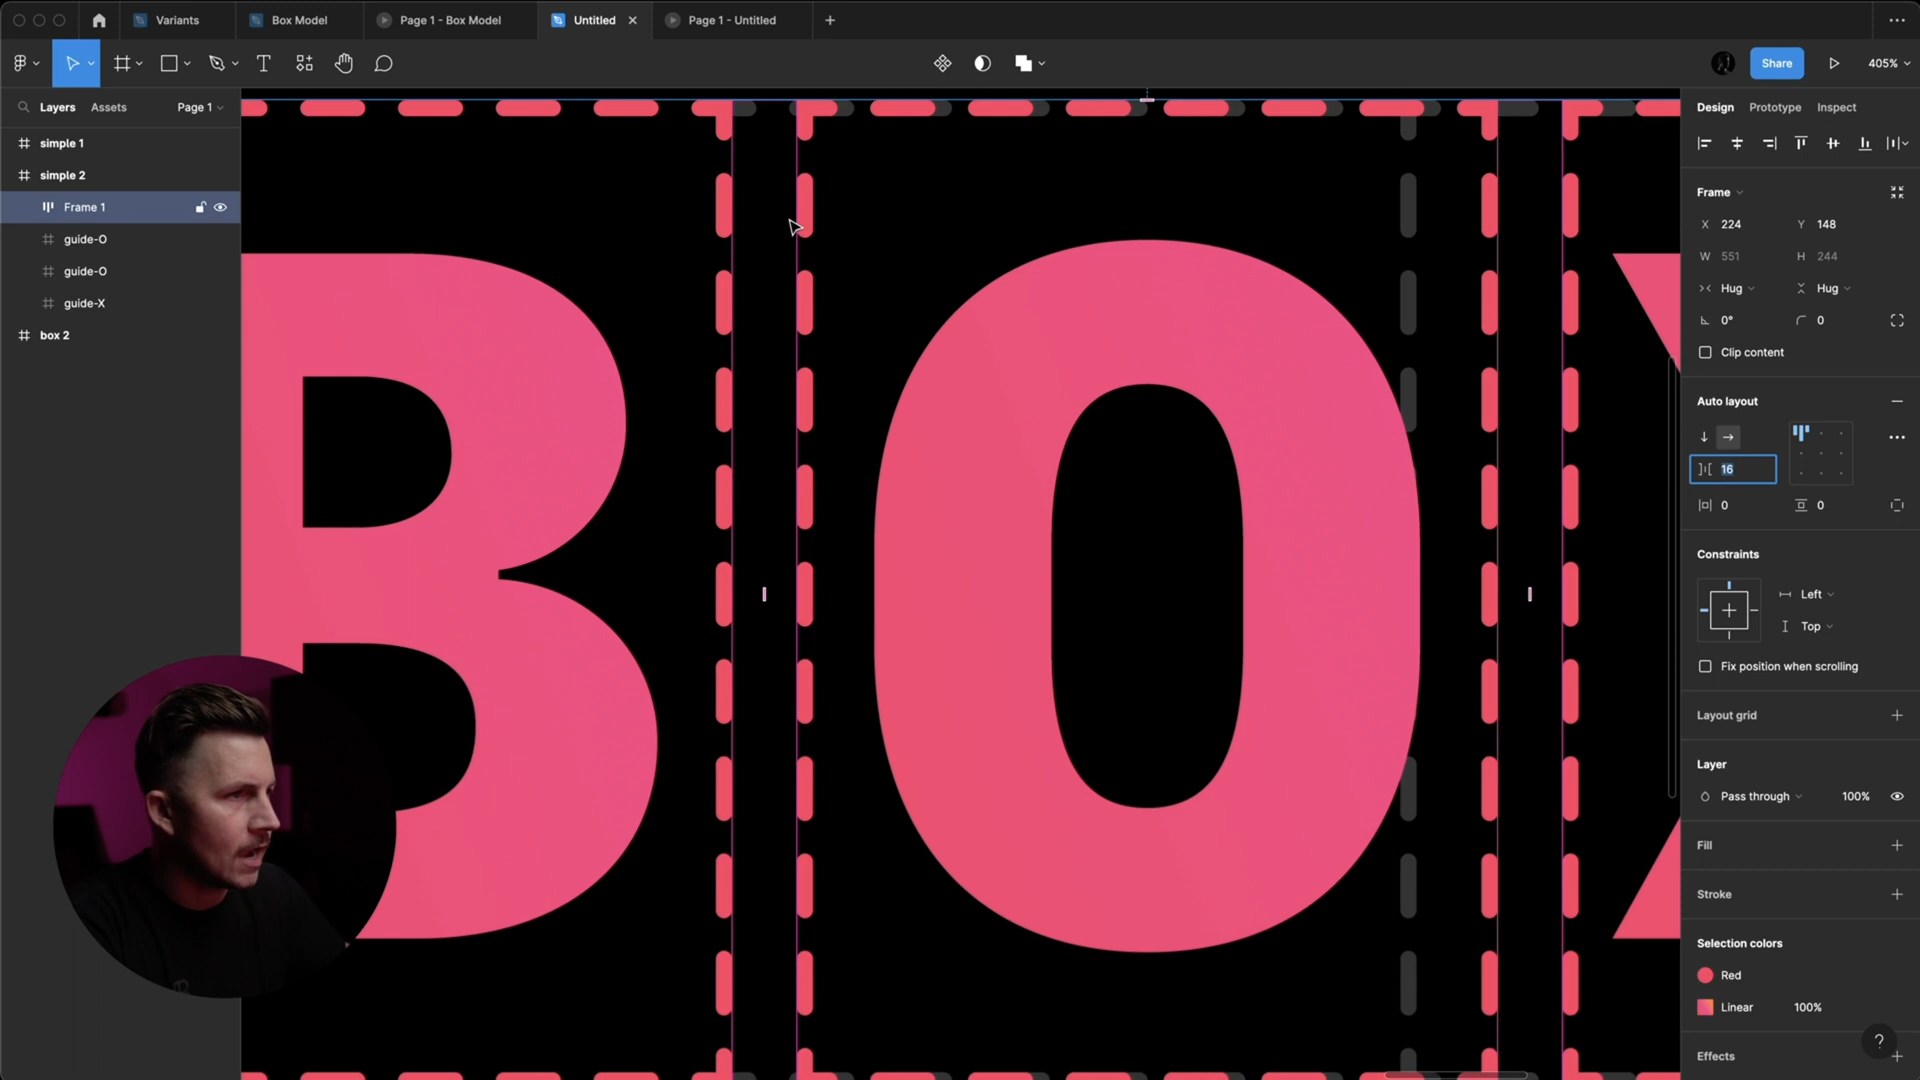 Variants
Box Model
Page 1 - Box Model
Untitled
Page 1 - Untitled
Share
405%
Layers
Assets
Page 1
simple 1
simple 2
Frame 1
guide-O
guide-O
guide-X
box 2
BOX
Design
Prototype
Inspect
Frame
X 224
Y 148
W 551
H 244
Hug
Hug
0°
0
Clip content
Auto layout
16
0
0
Constraints
Left
Top
Fix position when scrolling
Layout grid
Layer
Pass through
100%
Fill
Stroke
Selection colors
Red
Linear
100%
Effects
?